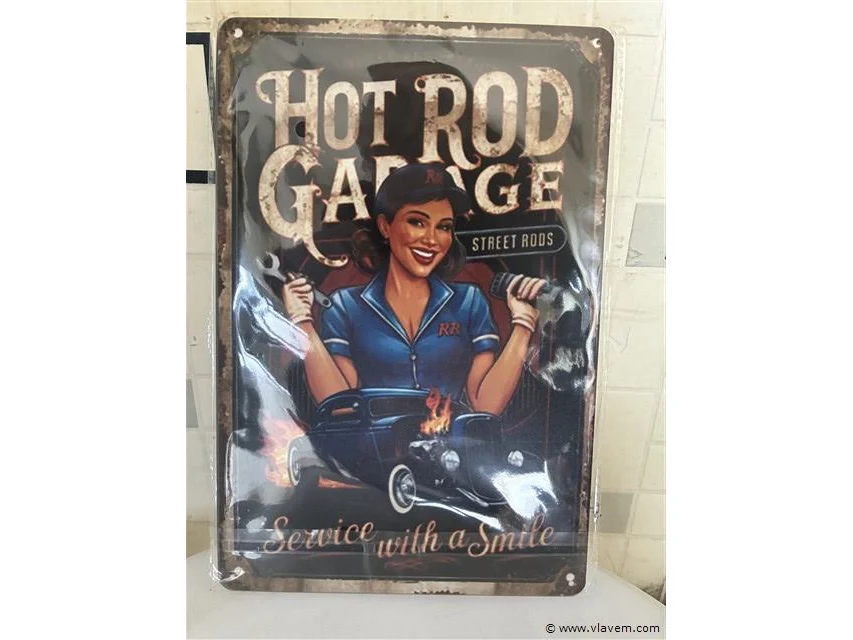 HOT ROD
GARAGE
RR
STREET RODS
RR
Service with a Smile
© www.vlavem.com